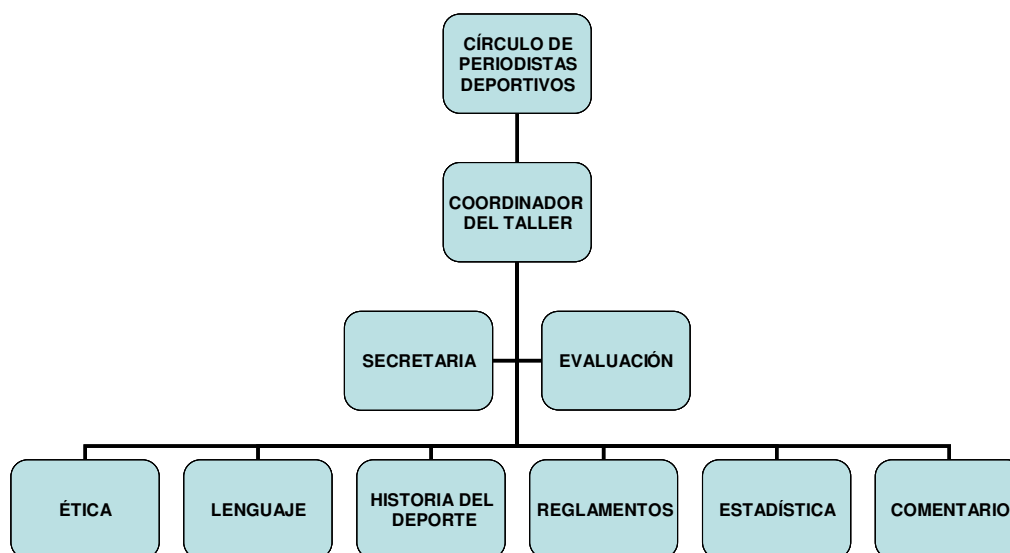 CÍRCULO DE
PERIODISTAS
DEPORTIVOS
COORDINADOR
DEL TALLER
SECRETARIA
EVALUACIÓN
ÉTICA
LENGUAJE
HISTORIA DEL
DEPORTE
REGLAMENTOS
ESTADÍSTICA
COMENTARIO